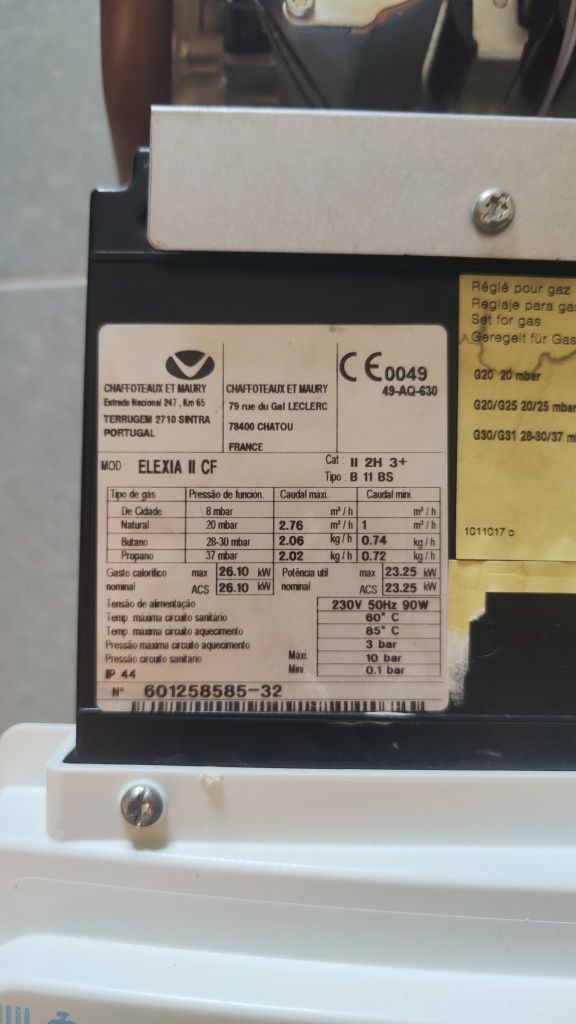 CHAFFOTEAUX ET MAURY
Estrada Nacional 247 , Km 65
TERRUGEM 2710 SINTRA
PORTUGAL
CHAFFOTEAUX ET MAURY
79 rue du Gal LECLERC
78400 CHATOU
FRANCE
CE 0049
49-AQ-630
MOD : ELEXIA II CF
Cat : II 2H 3+
Tipo : B 11 BS
Tipo de gás Pressão de función. Caudal máxi. Caudal mini.
De Cidade 8 mbar m³ / h m³ / h
Natural 20 mbar 2.76 m³ / h 1 m³ / h
Butano 28-30 mbar 2.06 kg / h 0.74 kg / h
Propano 37 mbar 2.02 kg / h 0.72 kg / h
Gasto calorífico max 26.10 kW Potência util max 23.25 kW
nominal ACS 26.10 kW nominal ACS 23.25 kW
Tensão de alimentação 230V 50Hz 90W
Temp. máxima circuito sanitário 60° C
Temp. máxima circuito aquecimento 85° C
Pressão máxima circuito aquecimento 3 bar
Pressão circuito sanitário Máxi. 10 bar
Mini. 0.1 bar
IP 44
N° 601258585-32
Réglé pour gaz
Reglaje para gas
Set for gas
Geregelt für Gas
G20 20 mbar
G20/G25 20/25 mbar
G30/G31 28-30/37 m
1011017 c